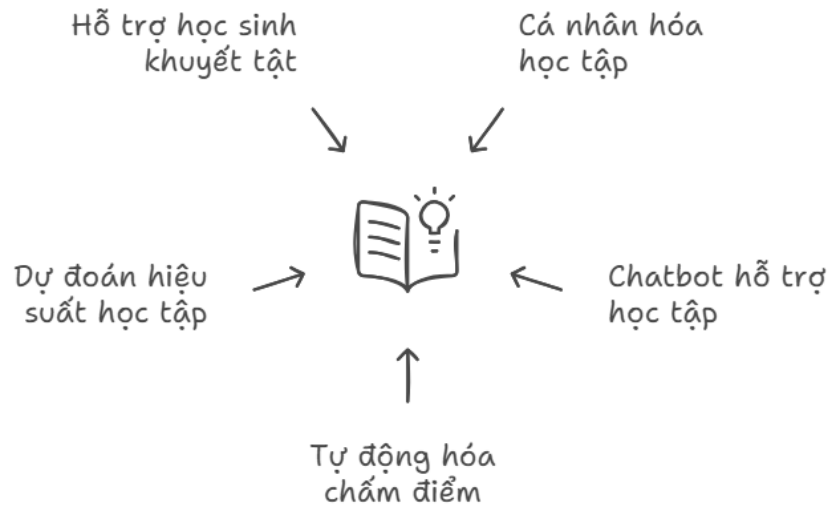 Hỗ trợ học sinh
khuyết tật
Cá nhân hóa
học tập
Dự đoán hiệu
suất học tập
Chatbot hỗ trợ
học tập
Tự động hóa
chấm điểm